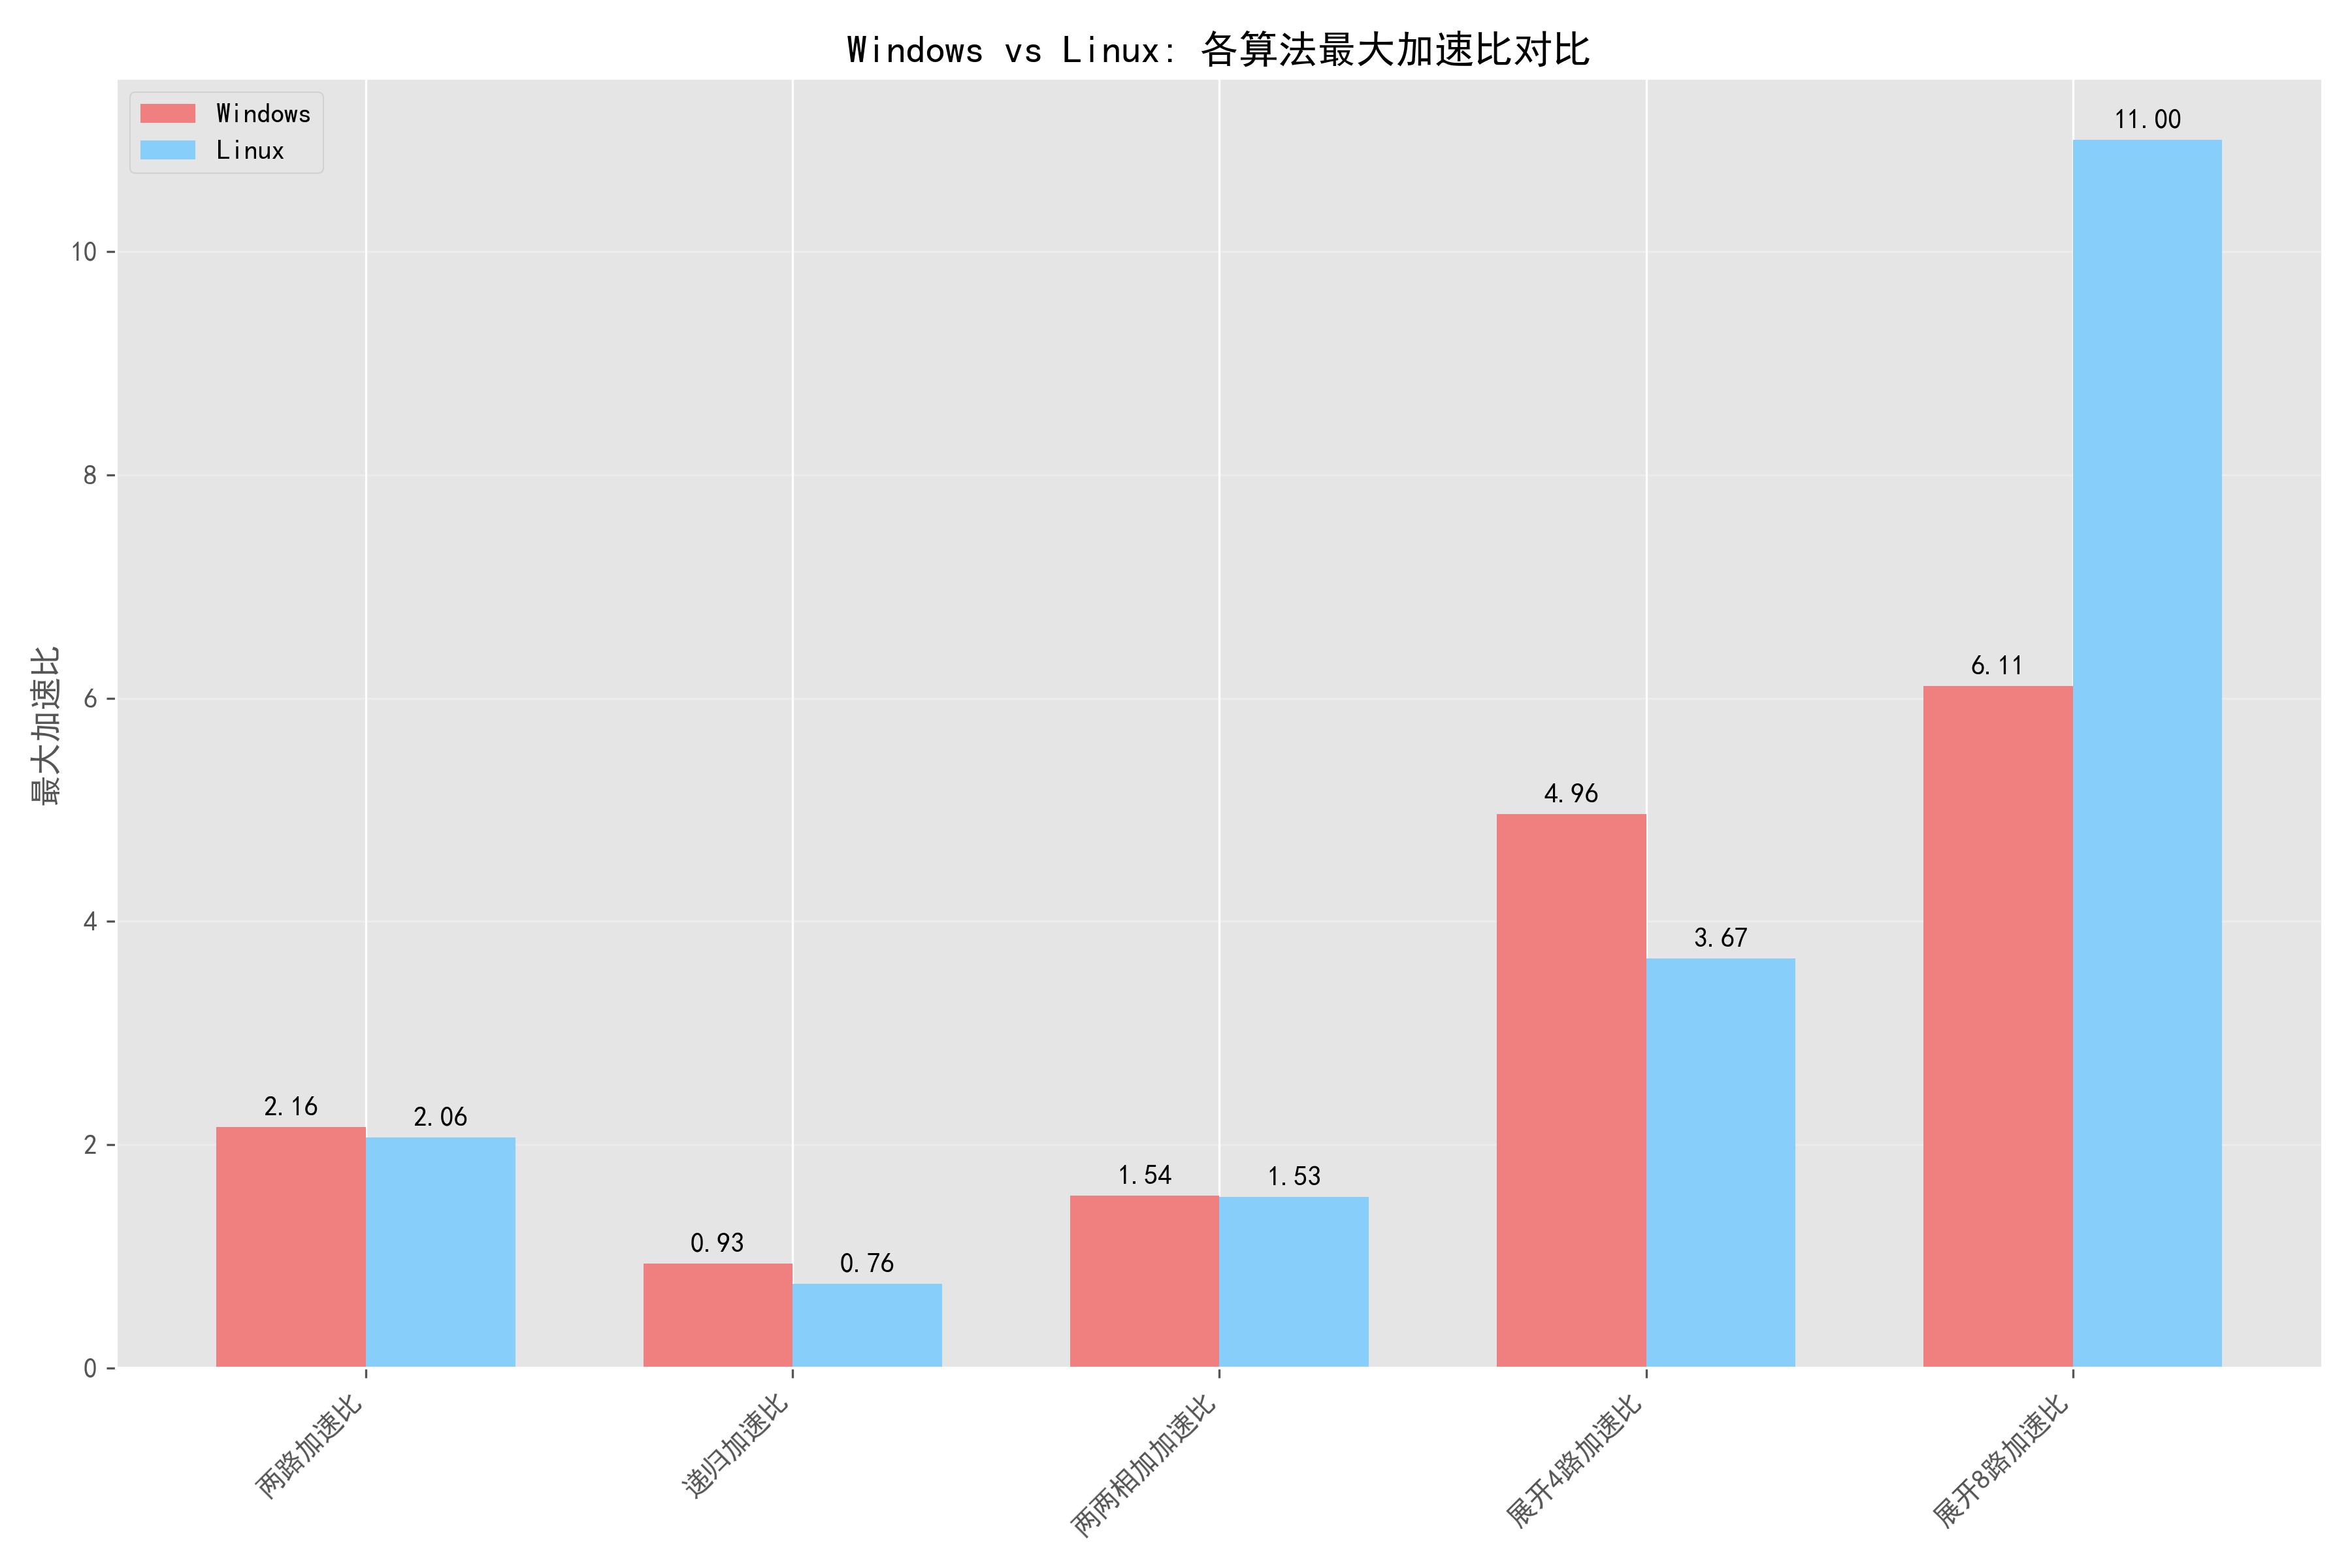 Windows vs Linux: 各算法最大加速比对比
Windows
Linux
最大加速比
10
8
6
4
2
0
2.16
2.06
0.93
0.76
1.54
1.53
4.96
3.67
6.11
11.00
两路加速比
递归加速比
两两相加加速比
展开4路加速比
展开8路加速比